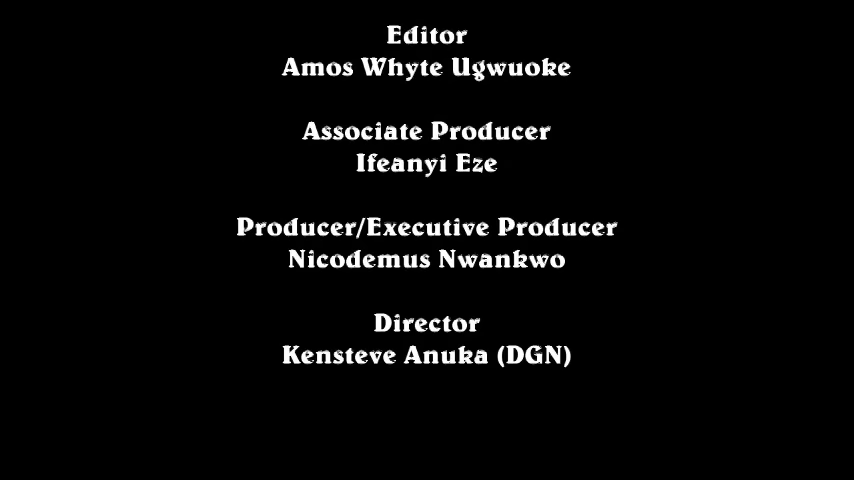 Editor
Amos Whyte Ugwuoke
Associate Producer
Ifeanyi Eze
Producer/Executive Producer
Nicodemus Nwankwo
Director
Kensteve Anuka (DGN)